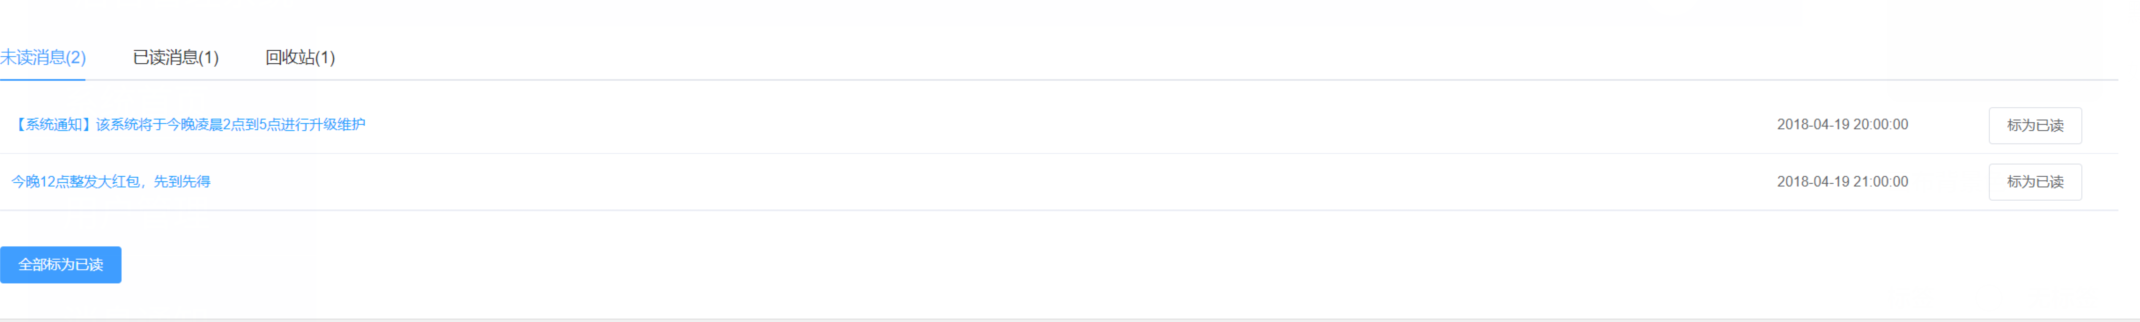 未读消息(2) 已读消息(1) 回收站(1)
【系统通知】该系统将于今晚凌晨2点到5点进行升级维护 2018-04-19 20:00:00 标为已读
今晚12点整发大红包，先到先得 2018-04-19 21:00:00 标为已读
全部标为已读